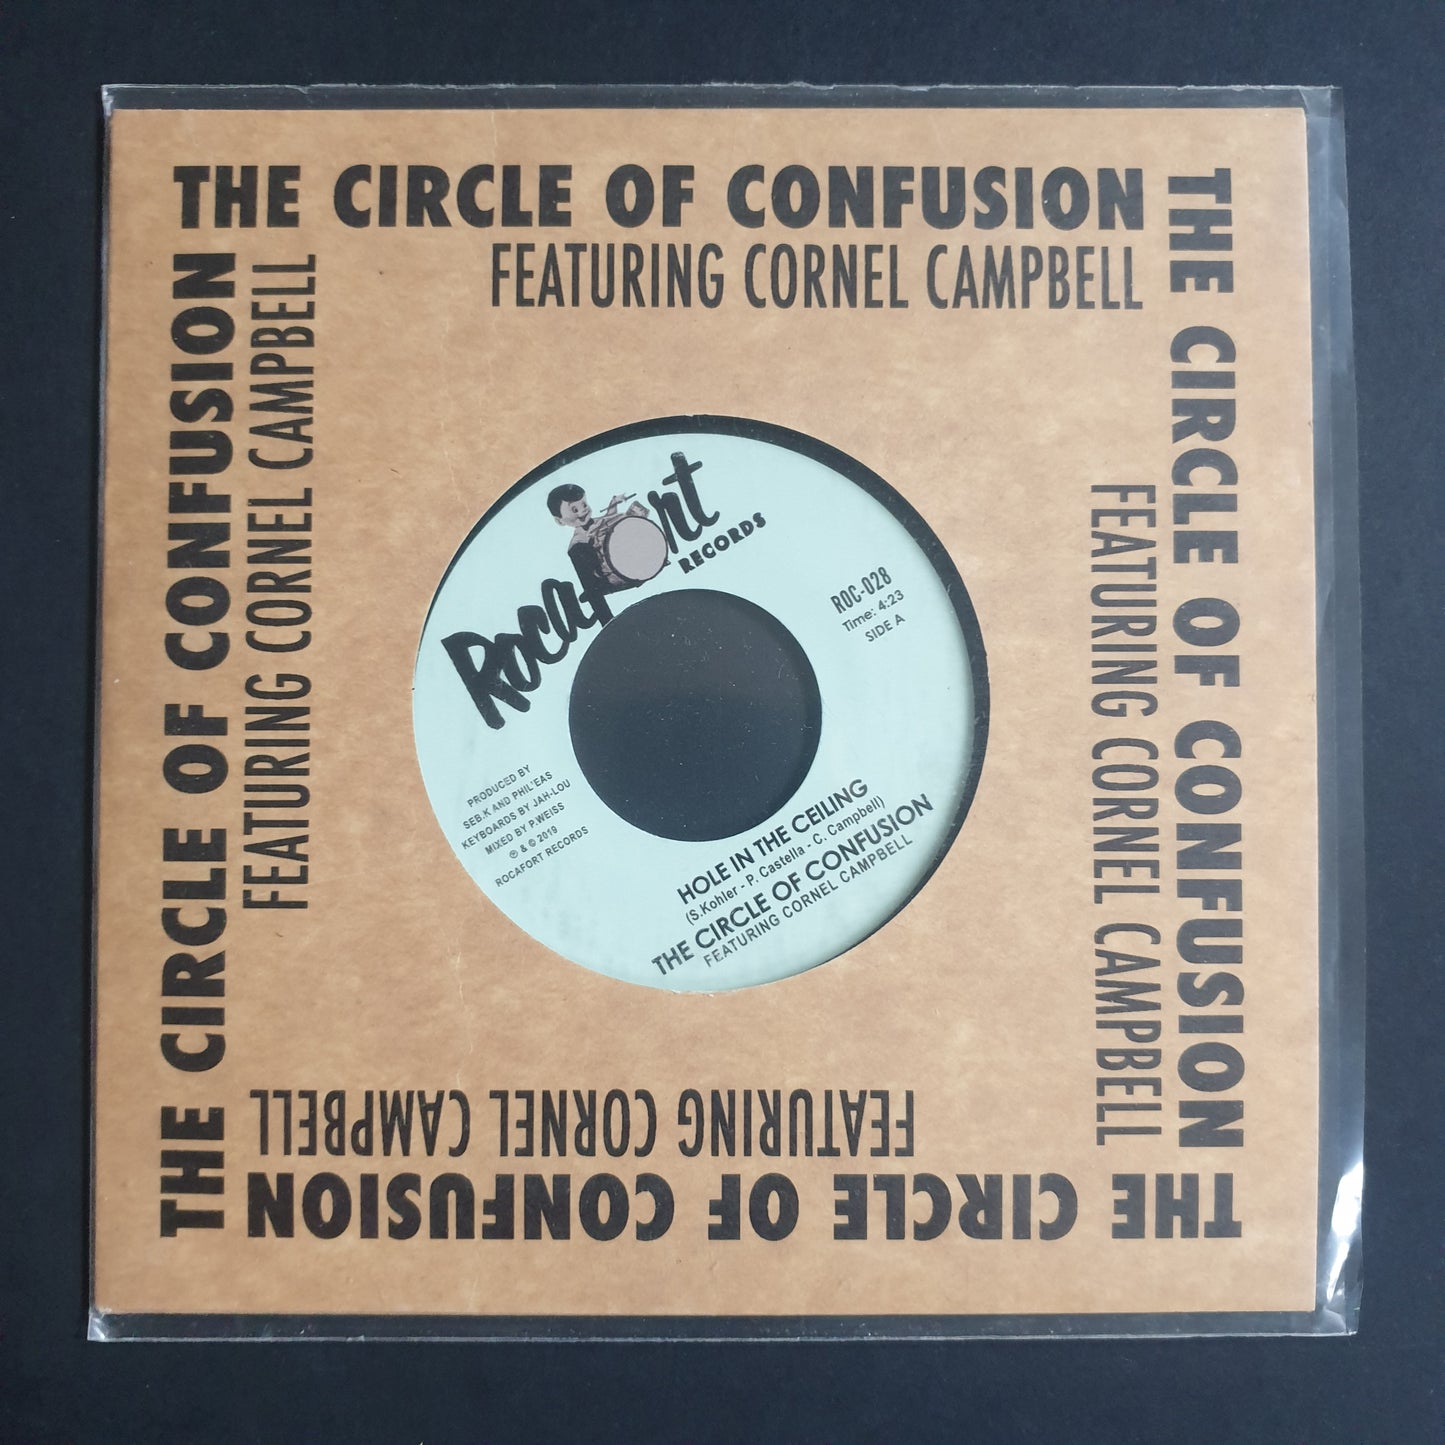 THE CIRCLE OF CONFUSION
FEATURING CORNEL CAMPBELL
THE CIRCLE OF CONFUSION
FEATURING CORNEL CAMPBELL
THE CIRCLE OF CONFUSION
FEATURING CORNEL CAMPBELL
THE CIRCLE OF CONFUSION
FEATURING CORNEL CAMPBELL
Rocafort
RECORDS
ROC-028
Time: 4:23
SIDE A
PRODUCED BY
SEB.K AND PHIL'EAS
KEYBOARDS BY JAH-LOU
MIXED BY P.WEISS
℗ & © 2019
ROCAFORT RECORDS
HOLE IN THE CEILING
(S.Kohler - P. Castella - C. Campbell)
THE CIRCLE OF CONFUSION
FEATURING CORNEL CAMPBELL